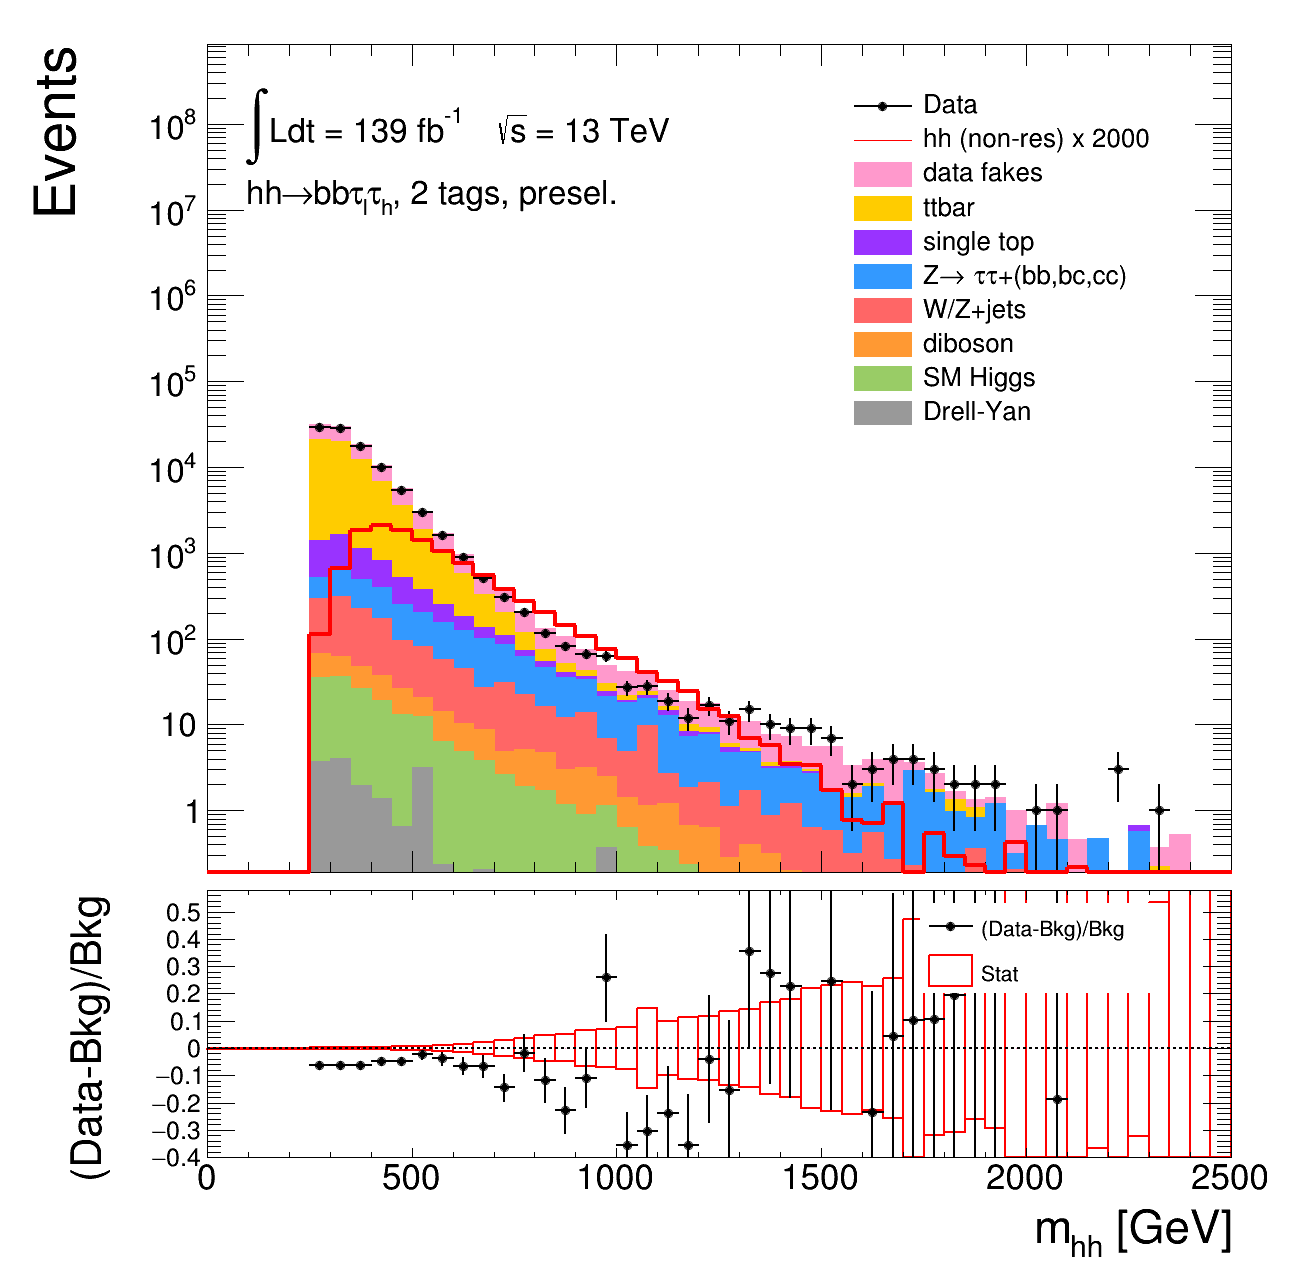 Events
10⁸
10⁷
10⁶
10⁵
10⁴
10³
10²
10
1
∫Ldt = 139 fb⁻¹ √s = 13 TeV
hh→bbτ_lτ_h, 2 tags, presel.
Data
hh (non-res) x 2000
data fakes
ttbar
single top
Z→ ττ+(bb,bc,cc)
W/Z+jets
diboson
SM Higgs
Drell-Yan
(Data-Bkg)/Bkg
0.5
0.4
0.3
0.2
0.1
0
−0.1
−0.2
−0.3
−0.4
(Data-Bkg)/Bkg
Stat
0 500 1000 1500 2000 2500
m_hh [GeV]